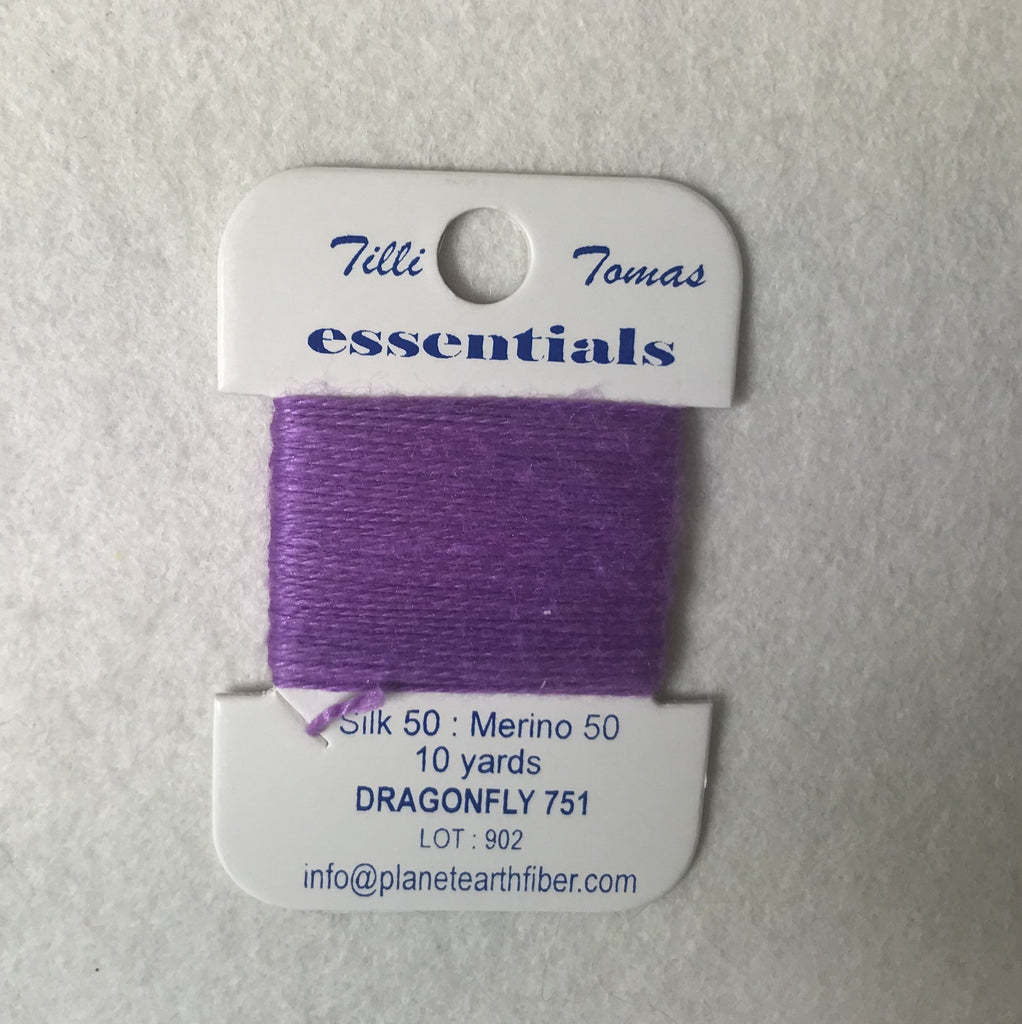 Tilli Tomas
essentials
Silk 50 : Merino 50
10 yards
DRAGONFLY 751
LOT : 902
info@planetearthfiber.com